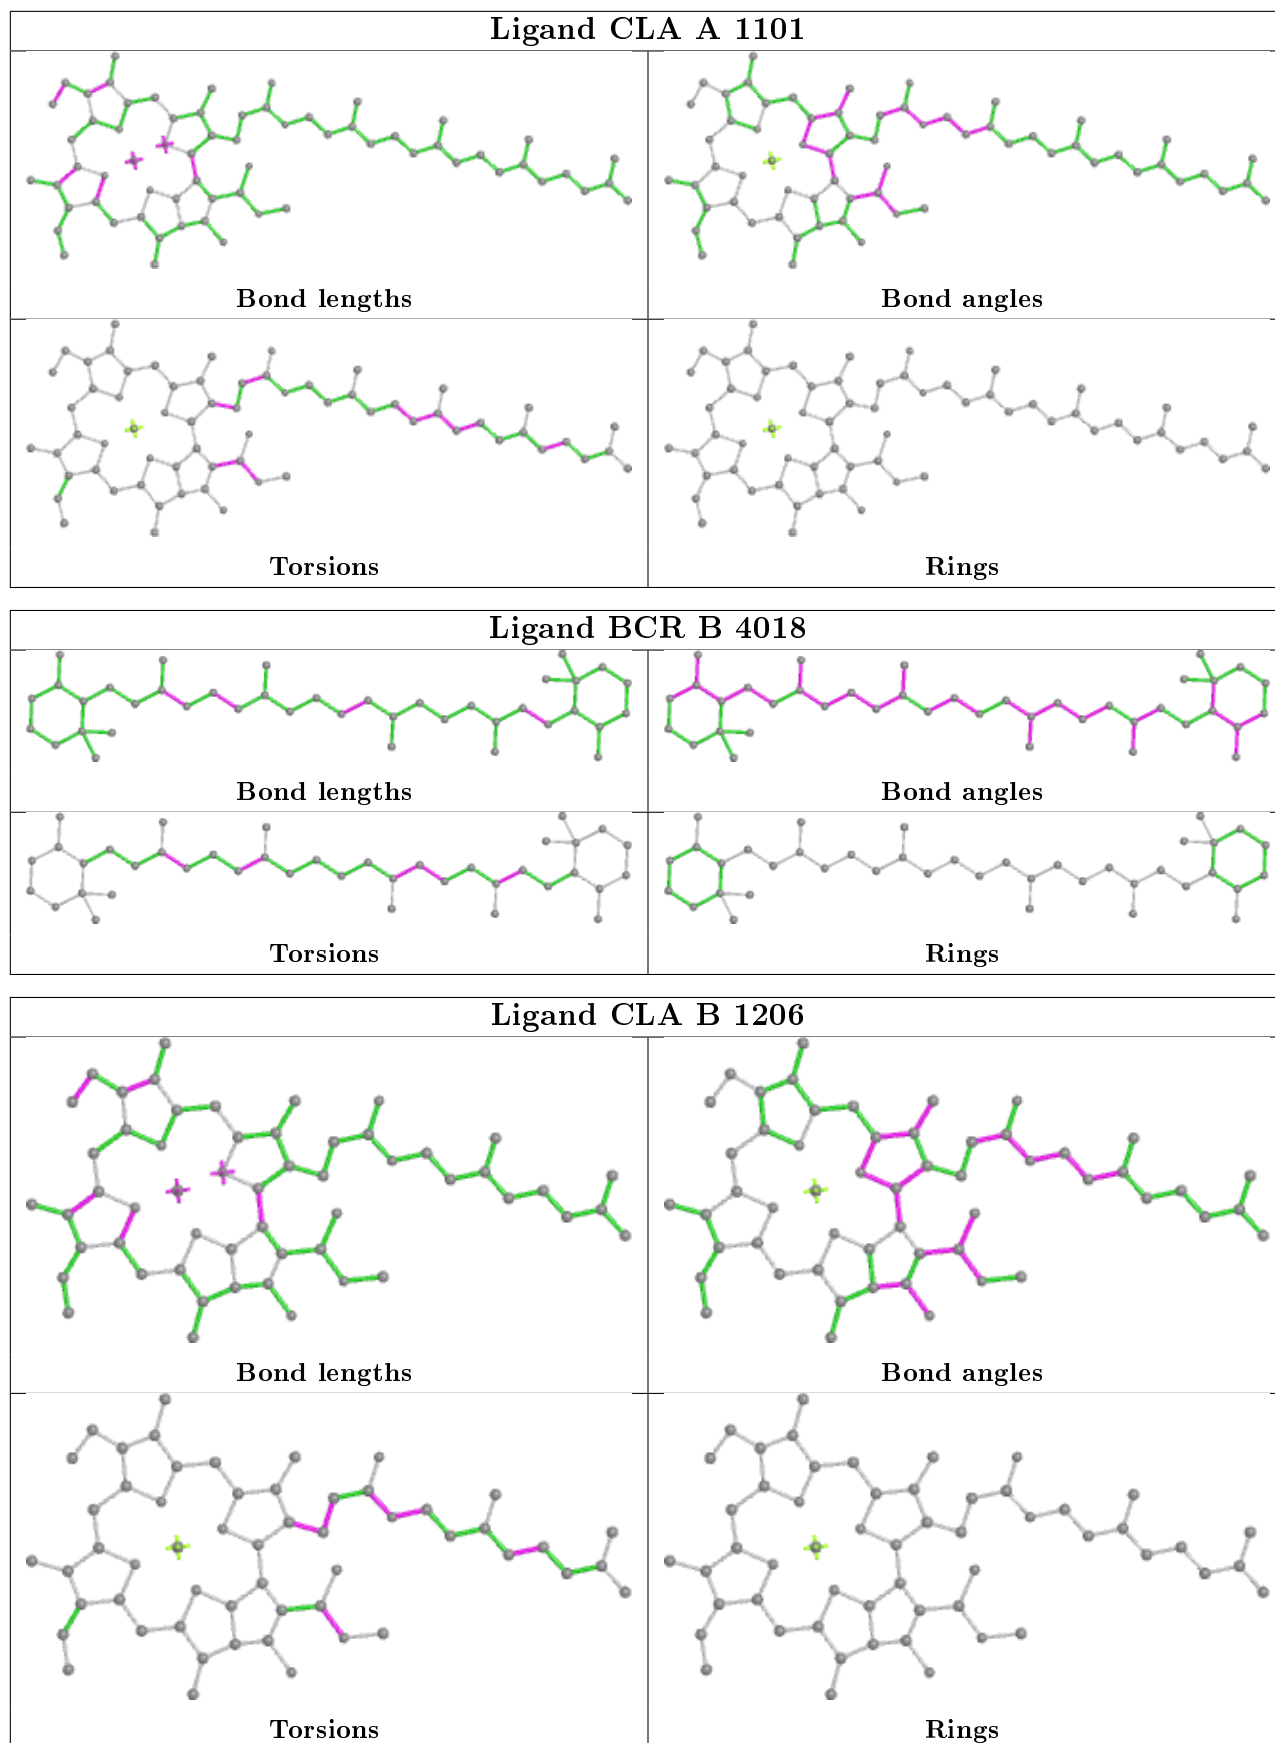 Ligand CLA A 1101
Bond lengths
Bond angles
Torsions
Rings
Ligand BCR B 4018
Bond lengths
Bond angles
Torsions
Rings
Ligand CLA B 1206
Bond lengths
Bond angles
Torsions
Rings